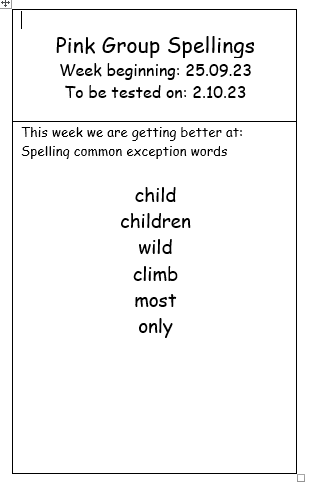 Pink Group Spellings
Week beginning: 25.09.23
To be tested on: 2.10.23
This week we are getting better at:
Spelling common exception words
child
children
wild
climb
most
only